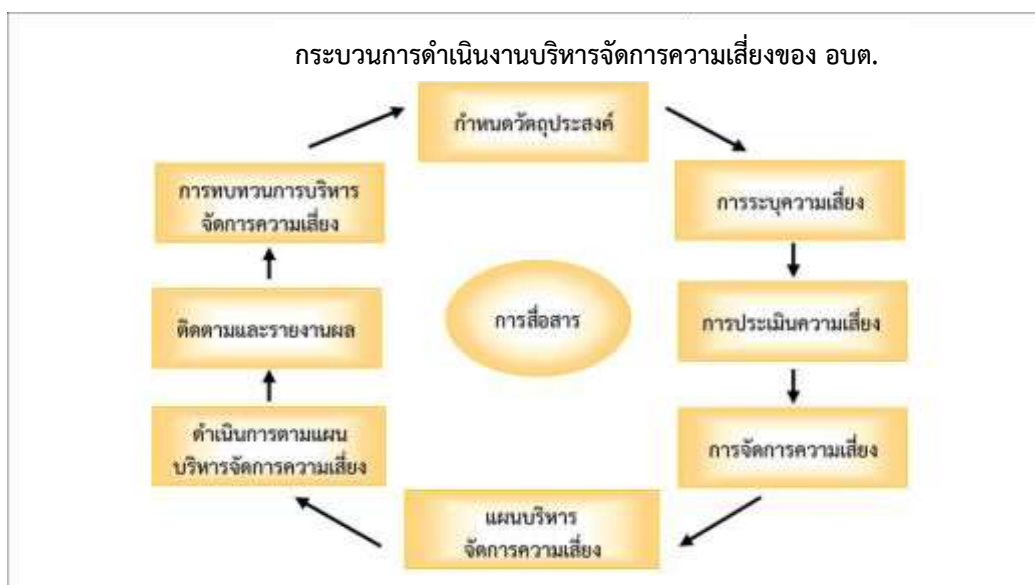 กระบวนการดำเนินงานบริหารจัดการความเสี่ยงของ อบต.
กำหนดวัตถุประสงค์
การระบุความเสี่ยง
การประเมินความเสี่ยง
การจัดการความเสี่ยง
แผนบริหาร
จัดการความเสี่ยง
ดำเนินการตามแผน
บริหารจัดการความเสี่ยง
ติดตามและรายงานผล
การทบทวนการบริหาร
จัดการความเสี่ยง
การสื่อสาร